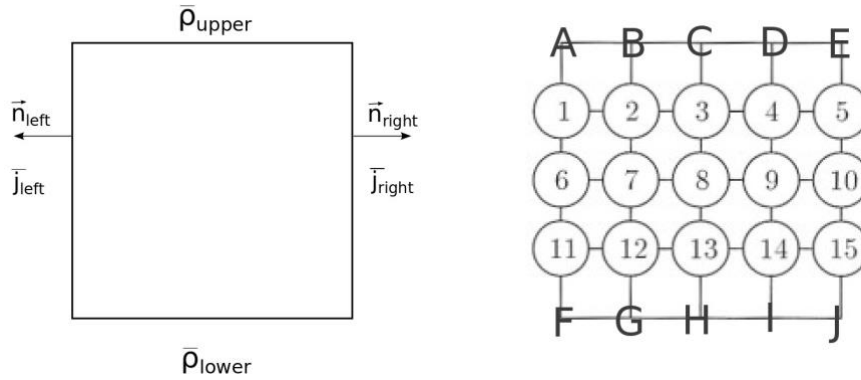 ρ̅upper
n⃗left
n⃗right
j̅left
j̅right
ρ̅lower
A B C D E
1 2 3 4 5
6 7 8 9 10
11 12 13 14 15
F G H I J